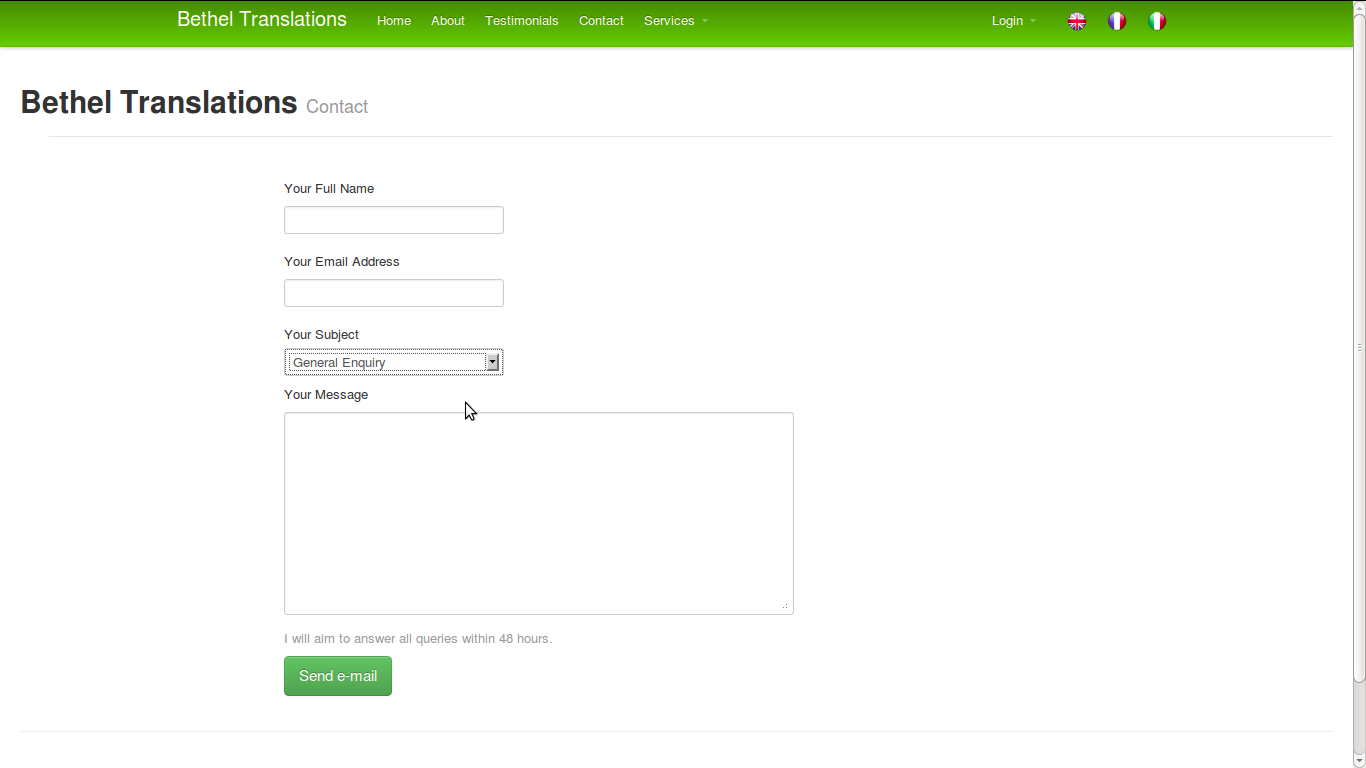 Bethel Translations Home About Testimonials Contact Services Login
Bethel Translations Contact
Your Full Name
Your Email Address
Your Subject
General Enquiry
Your Message
I will aim to answer all queries within 48 hours.
Send e-mail